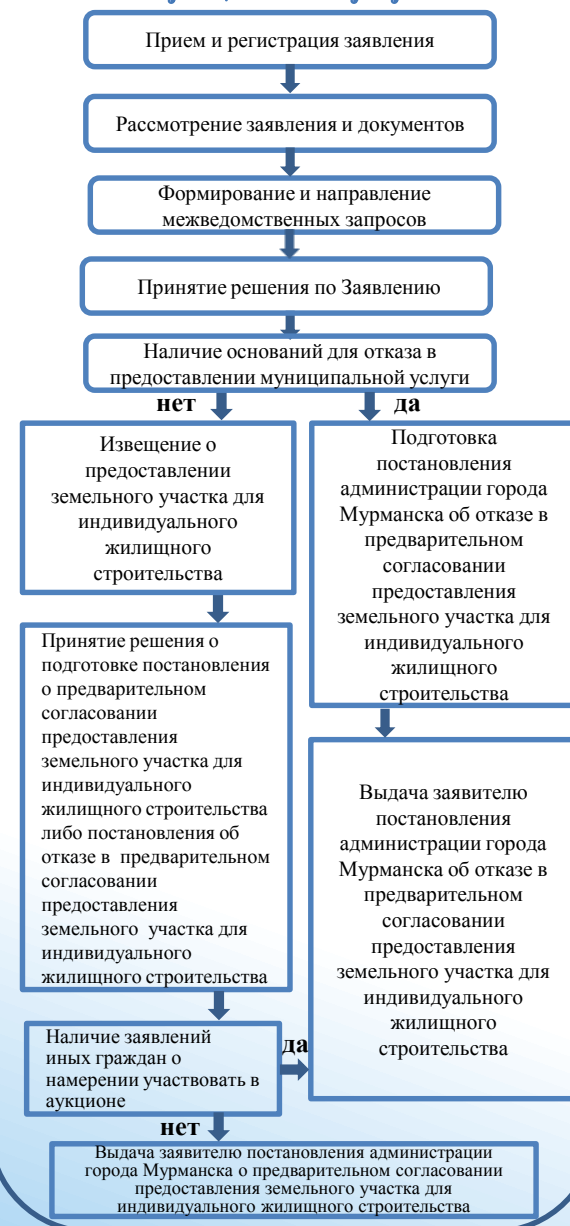 Прием и регистрация заявления
Рассмотрение заявления и документов
Формирование и направление
межведомственных запросов
Принятие решения по Заявлению
Наличие оснований для отказа в
предоставлении муниципальной услуги
нет
да
Извещение о
предоставлении
земельного участка для
индивидуального
жилищного
строительства
Подготовка
постановления
администрации города
Мурманска об отказе в
предварительном
согласовании
предоставления
земельного участка для
индивидуального
жилищного
строительства
Принятие решения о
подготовке постановления
о предварительном
согласовании
предоставления
земельного участка для
индивидуального
жилищного строительства
либо постановления об
отказе в предварительном
согласовании
предоставления
земельного участка для
индивидуального
жилищного строительства
Выдача заявителю
постановления
администрации города
Мурманска об отказе в
предварительном
согласовании
предоставления
земельного участка для
индивидуального
жилищного
строительства
Наличие заявлений
иных граждан о
намерении участвовать в
аукционе
да
нет
Выдача заявителю постановления администрации
города Мурманска о предварительном согласовании
предоставления земельного участка для
индивидуального жилищного строительства